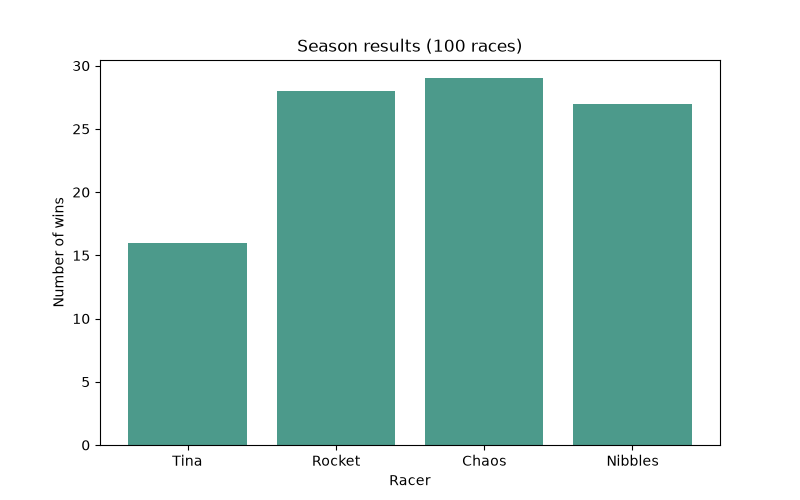 Season results (100 races)
30
25
20
15
10
5
0
Number of wins
Tina Rocket Chaos Nibbles
Racer